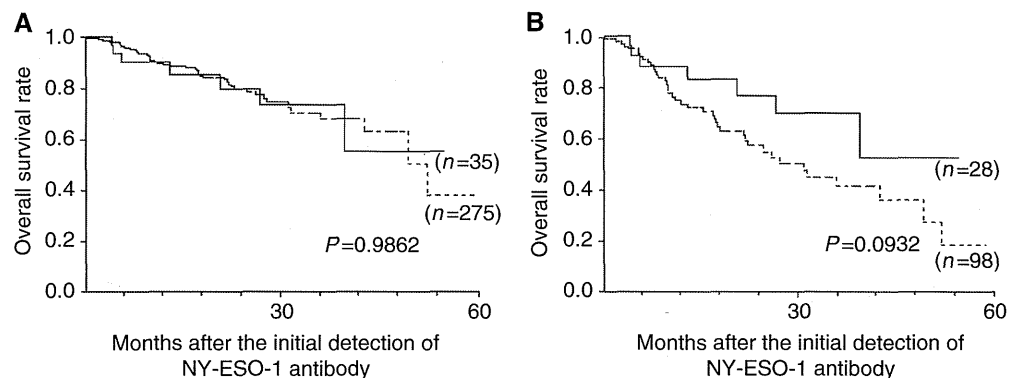 A
Overall survival rate
1.0
0.8
0.6
0.4
0.2
0.0
(n=35)
(n=275)
P=0.9862
30
60
Months after the initial detection of
NY-ESO-1 antibody
B
Overall survival rate
1.0
0.8
0.6
0.4
0.2
0.0
(n=28)
P=0.0932
(n=98)
30
60
Months after the initial detection of
NY-ESO-1 antibody